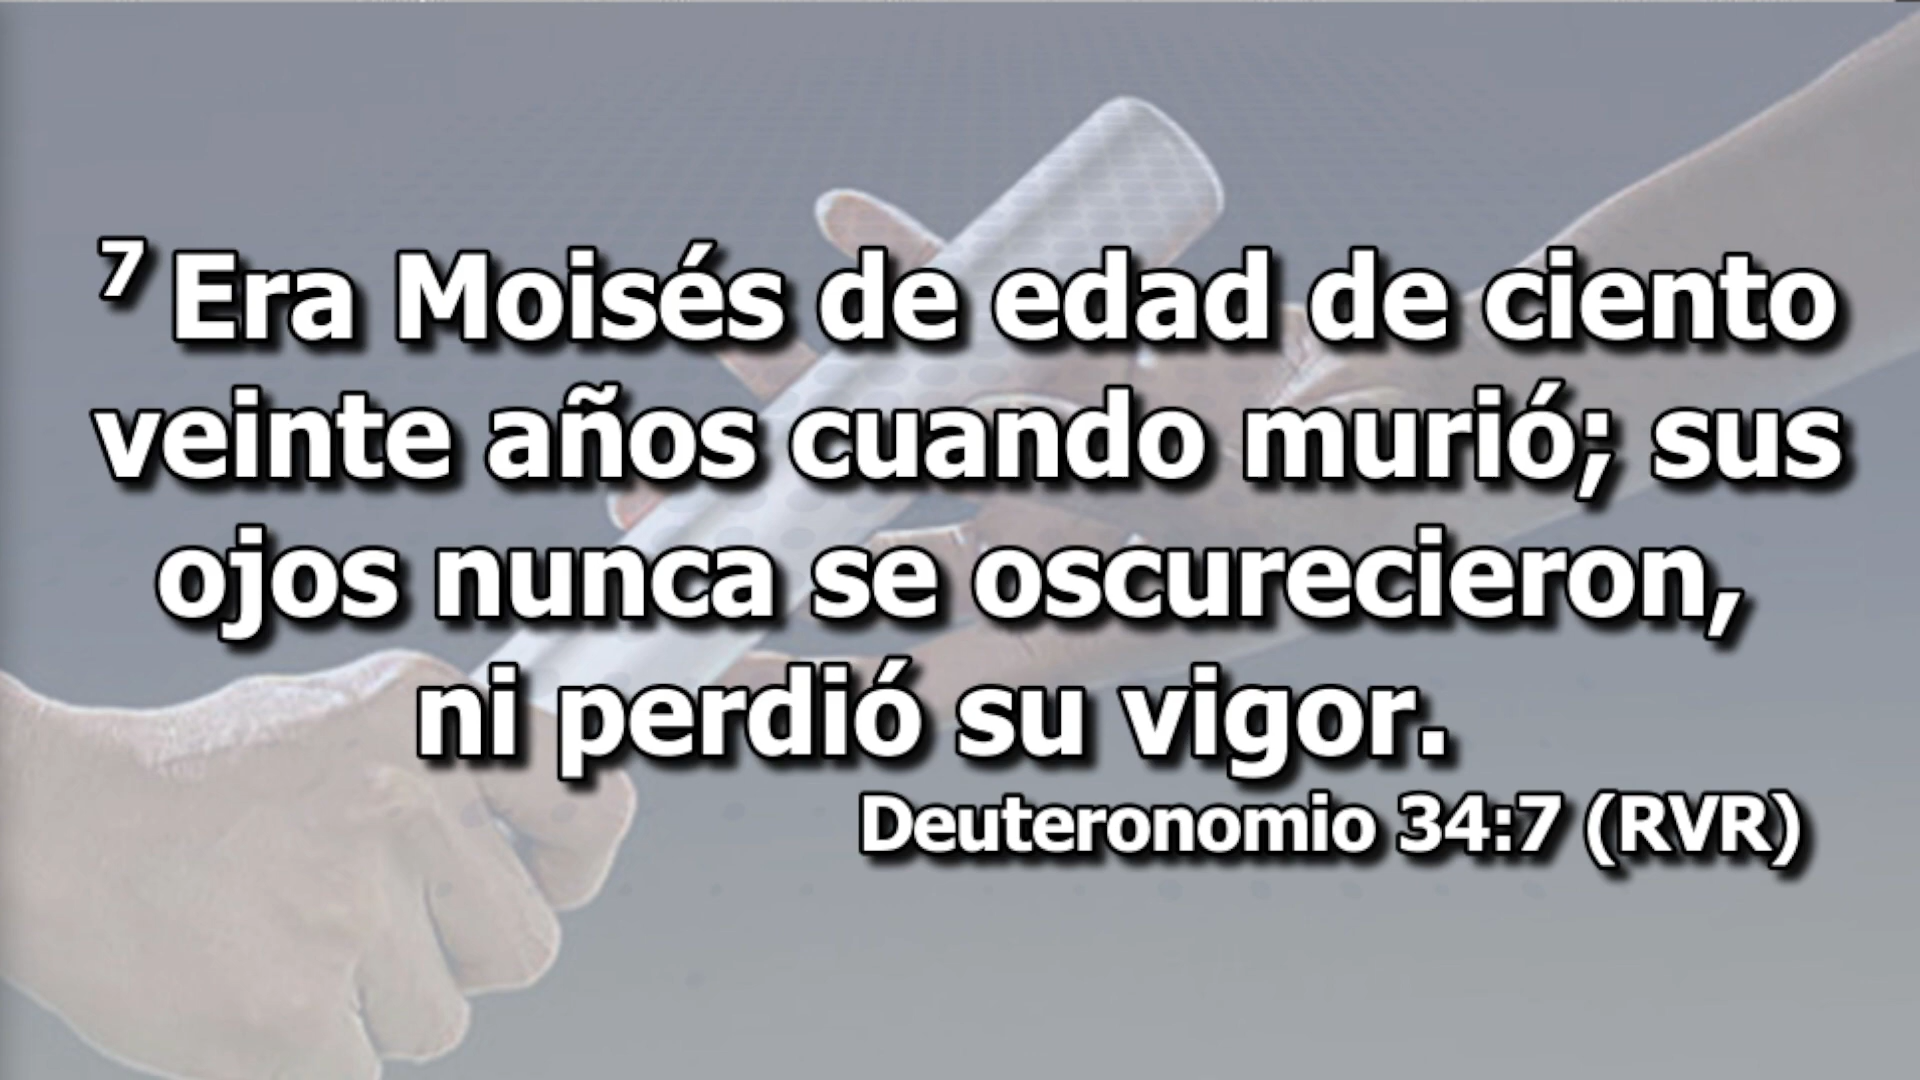 7 Era Moisés de edad de ciento
veinte años cuando murió; sus
ojos nunca se oscurecieron,
ni perdió su vigor.
Deuteronomio 34:7 (RVR)